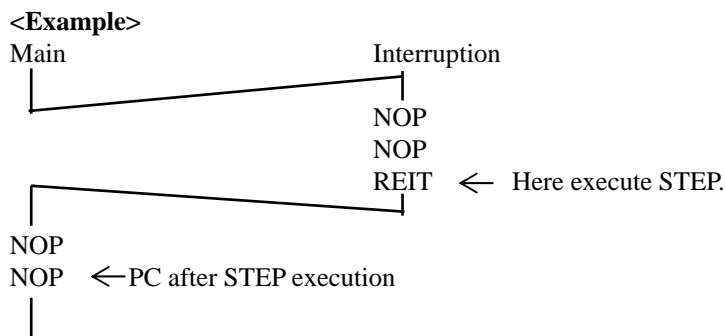 <Example>
Main Interruption
NOP
NOP
REIT ← Here execute STEP.
NOP
NOP ← PC after STEP execution